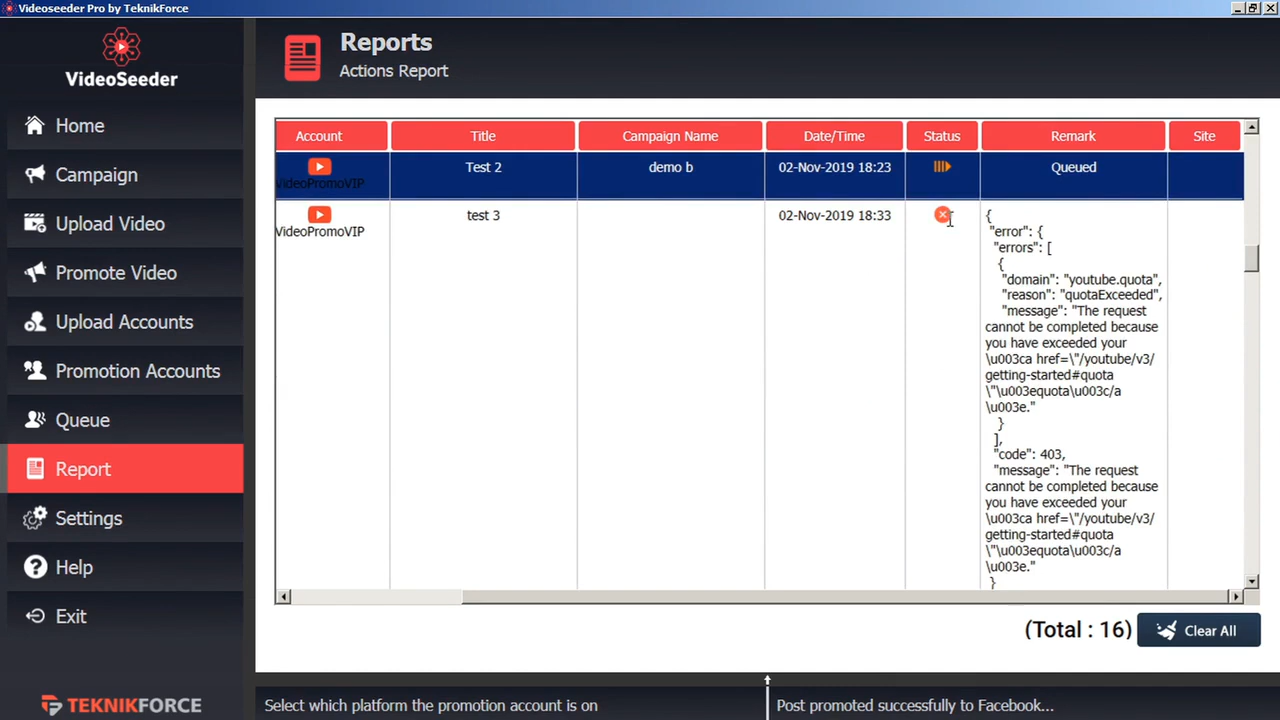 Videoseeder Pro by TeknikForce
VideoSeeder
Reports
Actions Report
Home
Campaign
Upload Video
Promote Video
Upload Accounts
Promotion Accounts
Queue
Report
Settings
Help
Exit
Account Title Campaign Name Date/Time Status Remark Site
Test 2 demo b 02-Nov-2019 18:23 Queued
VideoPromoVIP
test 3 02-Nov-2019 18:33 {
VideoPromoVIP
"error": {
"errors": [
{
"domain": "youtube.quota",
"reason": "quotaExceeded",
"message": "The request
cannot be completed because
you have exceeded your
\u003ca href=\"/youtube/v3/
getting-started#quota
\"\u003equota\u003c/a
\u003e."
}
],
"code": 403,
"message": "The request
cannot be completed because
you have exceeded your
\u003ca href=\"/youtube/v3/
getting-started#quota
\"\u003equota\u003c/a
\u003e."
}
(Total : 16) Clear All
TEKNIKFORCE
Select which platform the promotion account is on
Post promoted successfully to Facebook...